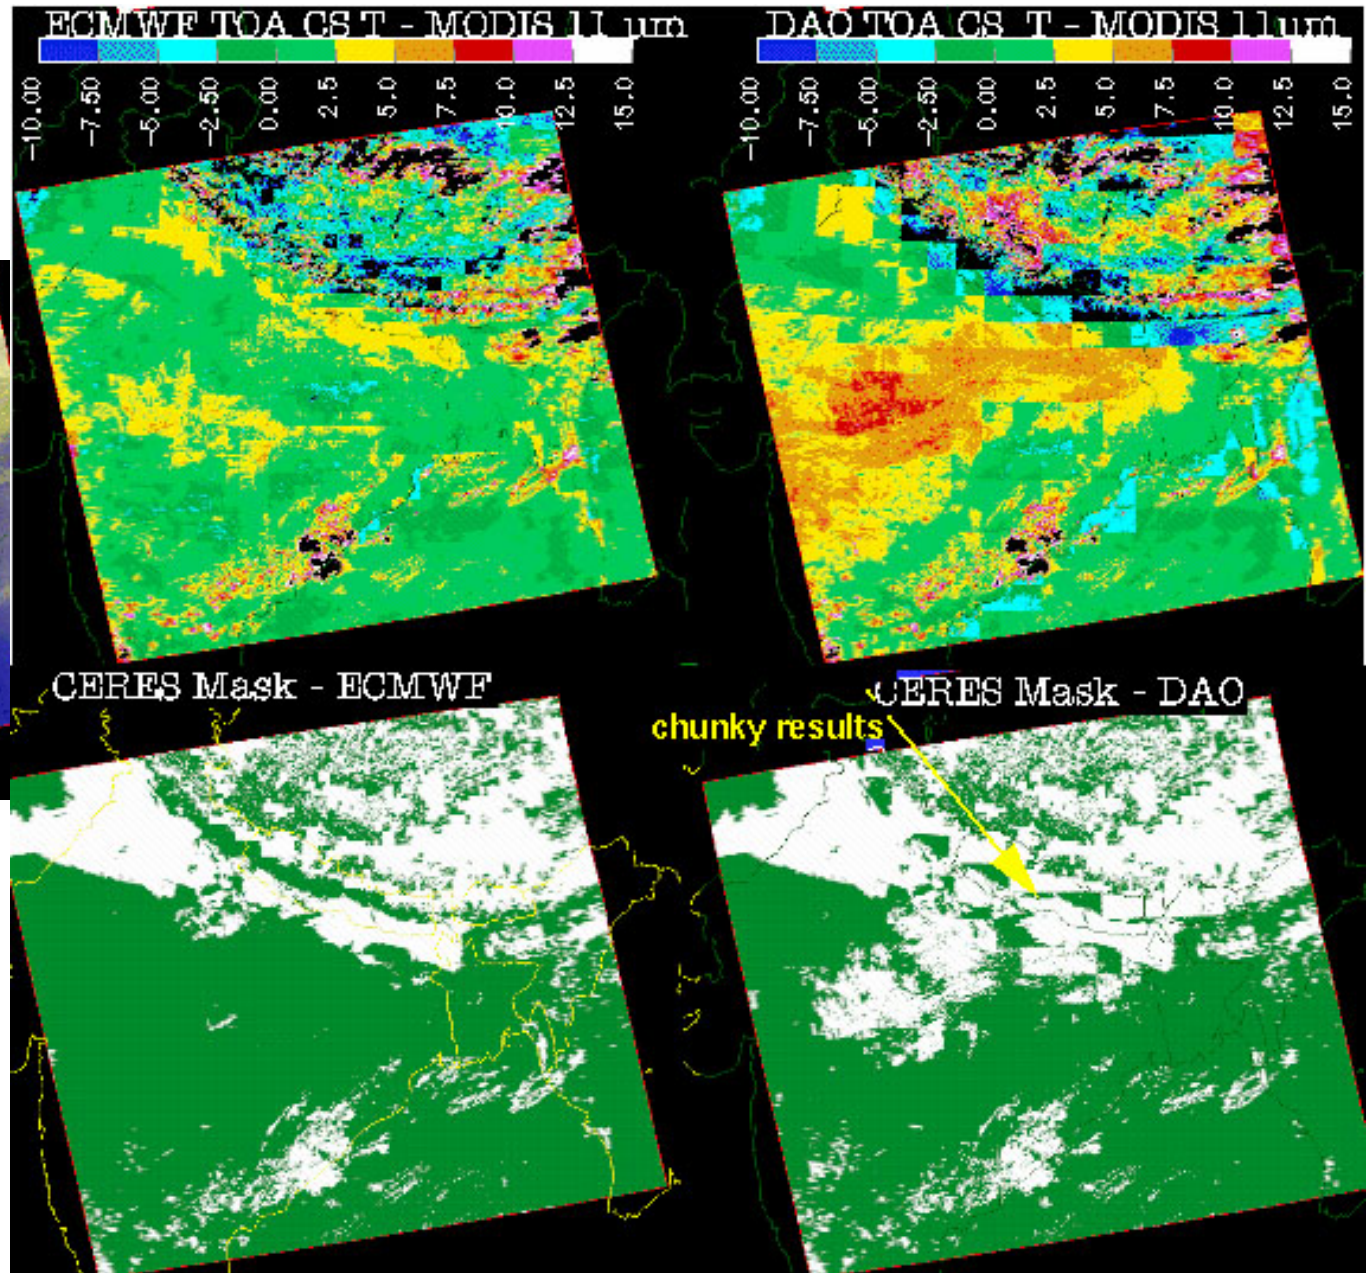 ECMWF TOA CS T - MODIS 11 um
-10.00 -7.50 -5.00 -2.50 0.00 2.5 5.0 7.5 10.0 12.5 15.0
DAO TOA CS T - MODIS 11um
-10.00 -7.50 -5.00 -2.50 0.00 2.5 5.0 7.5 10.0 12.5 15.0
CERES Mask - ECMWF
CERES Mask - DAO
chunky results